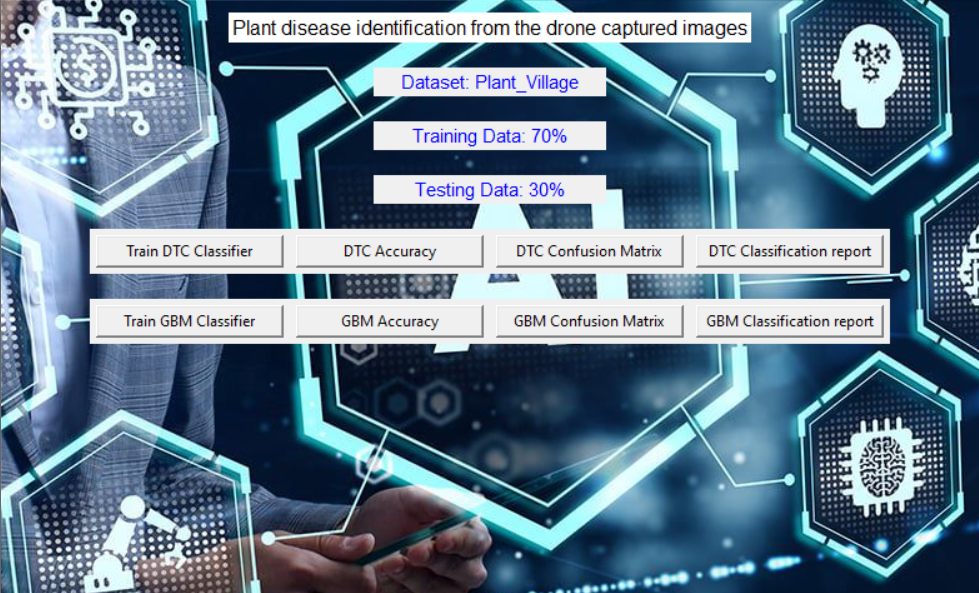 Plant disease identification from the drone captured images
Dataset: Plant_Village
Training Data: 70%
Testing Data: 30%
AI
Train DTC Classifier DTC Accuracy DTC Confusion Matrix DTC Classification report
Train GBM Classifier GBM Accuracy GBM Confusion Matrix GBM Classification report